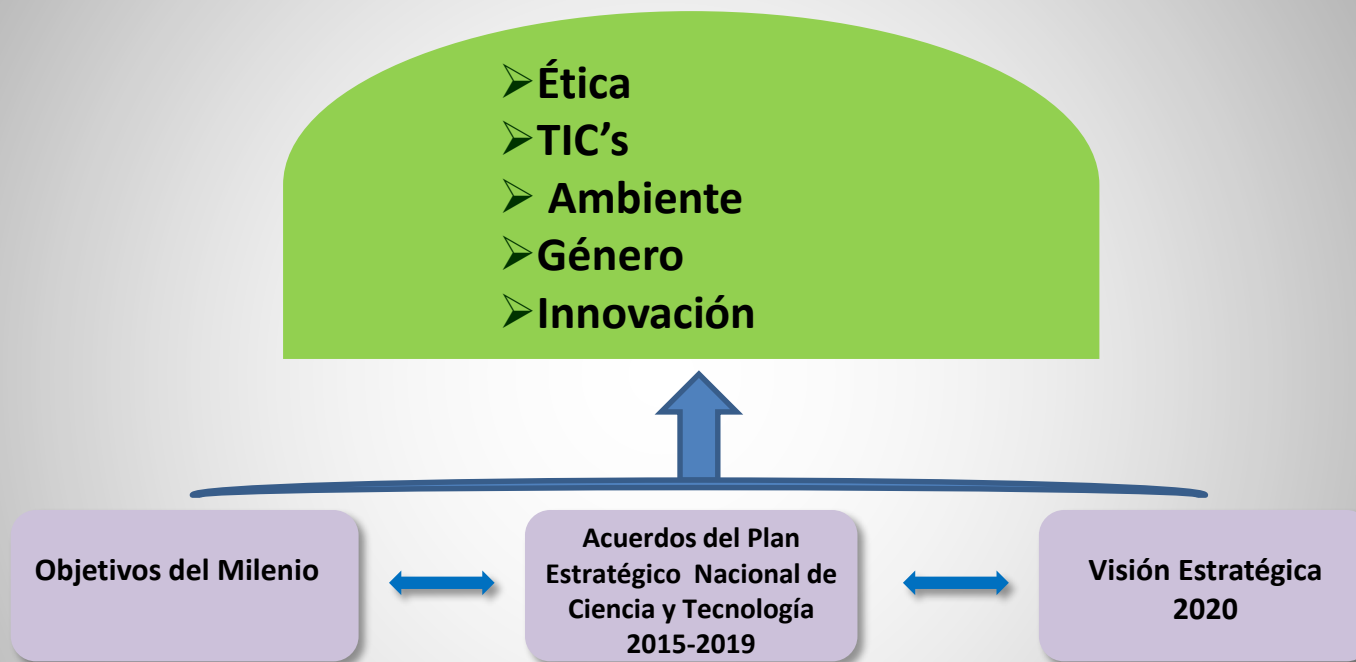 ➢Ética
➢TIC’s
➢ Ambiente
➢Género
➢Innovación
Objetivos del Milenio
Acuerdos del Plan
Estratégico Nacional de
Ciencia y Tecnología
2015-2019
Visión Estratégica
2020